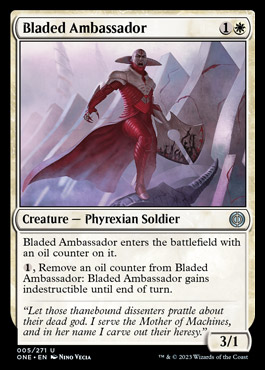 Bladed Ambassador 1
Creature — Phyrexian Soldier
Bladed Ambassador enters the battlefield with
an oil counter on it.
1, Remove an oil counter from Bladed
Ambassador: Bladed Ambassador gains
indestructible until end of turn.
"Let those thanebound dissenters prattle about
their dead god. I serve the Mother of Machines,
and in her name I carve out their heresy."
3/1
005/271 U
ONE • EN NINO VECIA
™ & © 2023 Wizards of the Coast